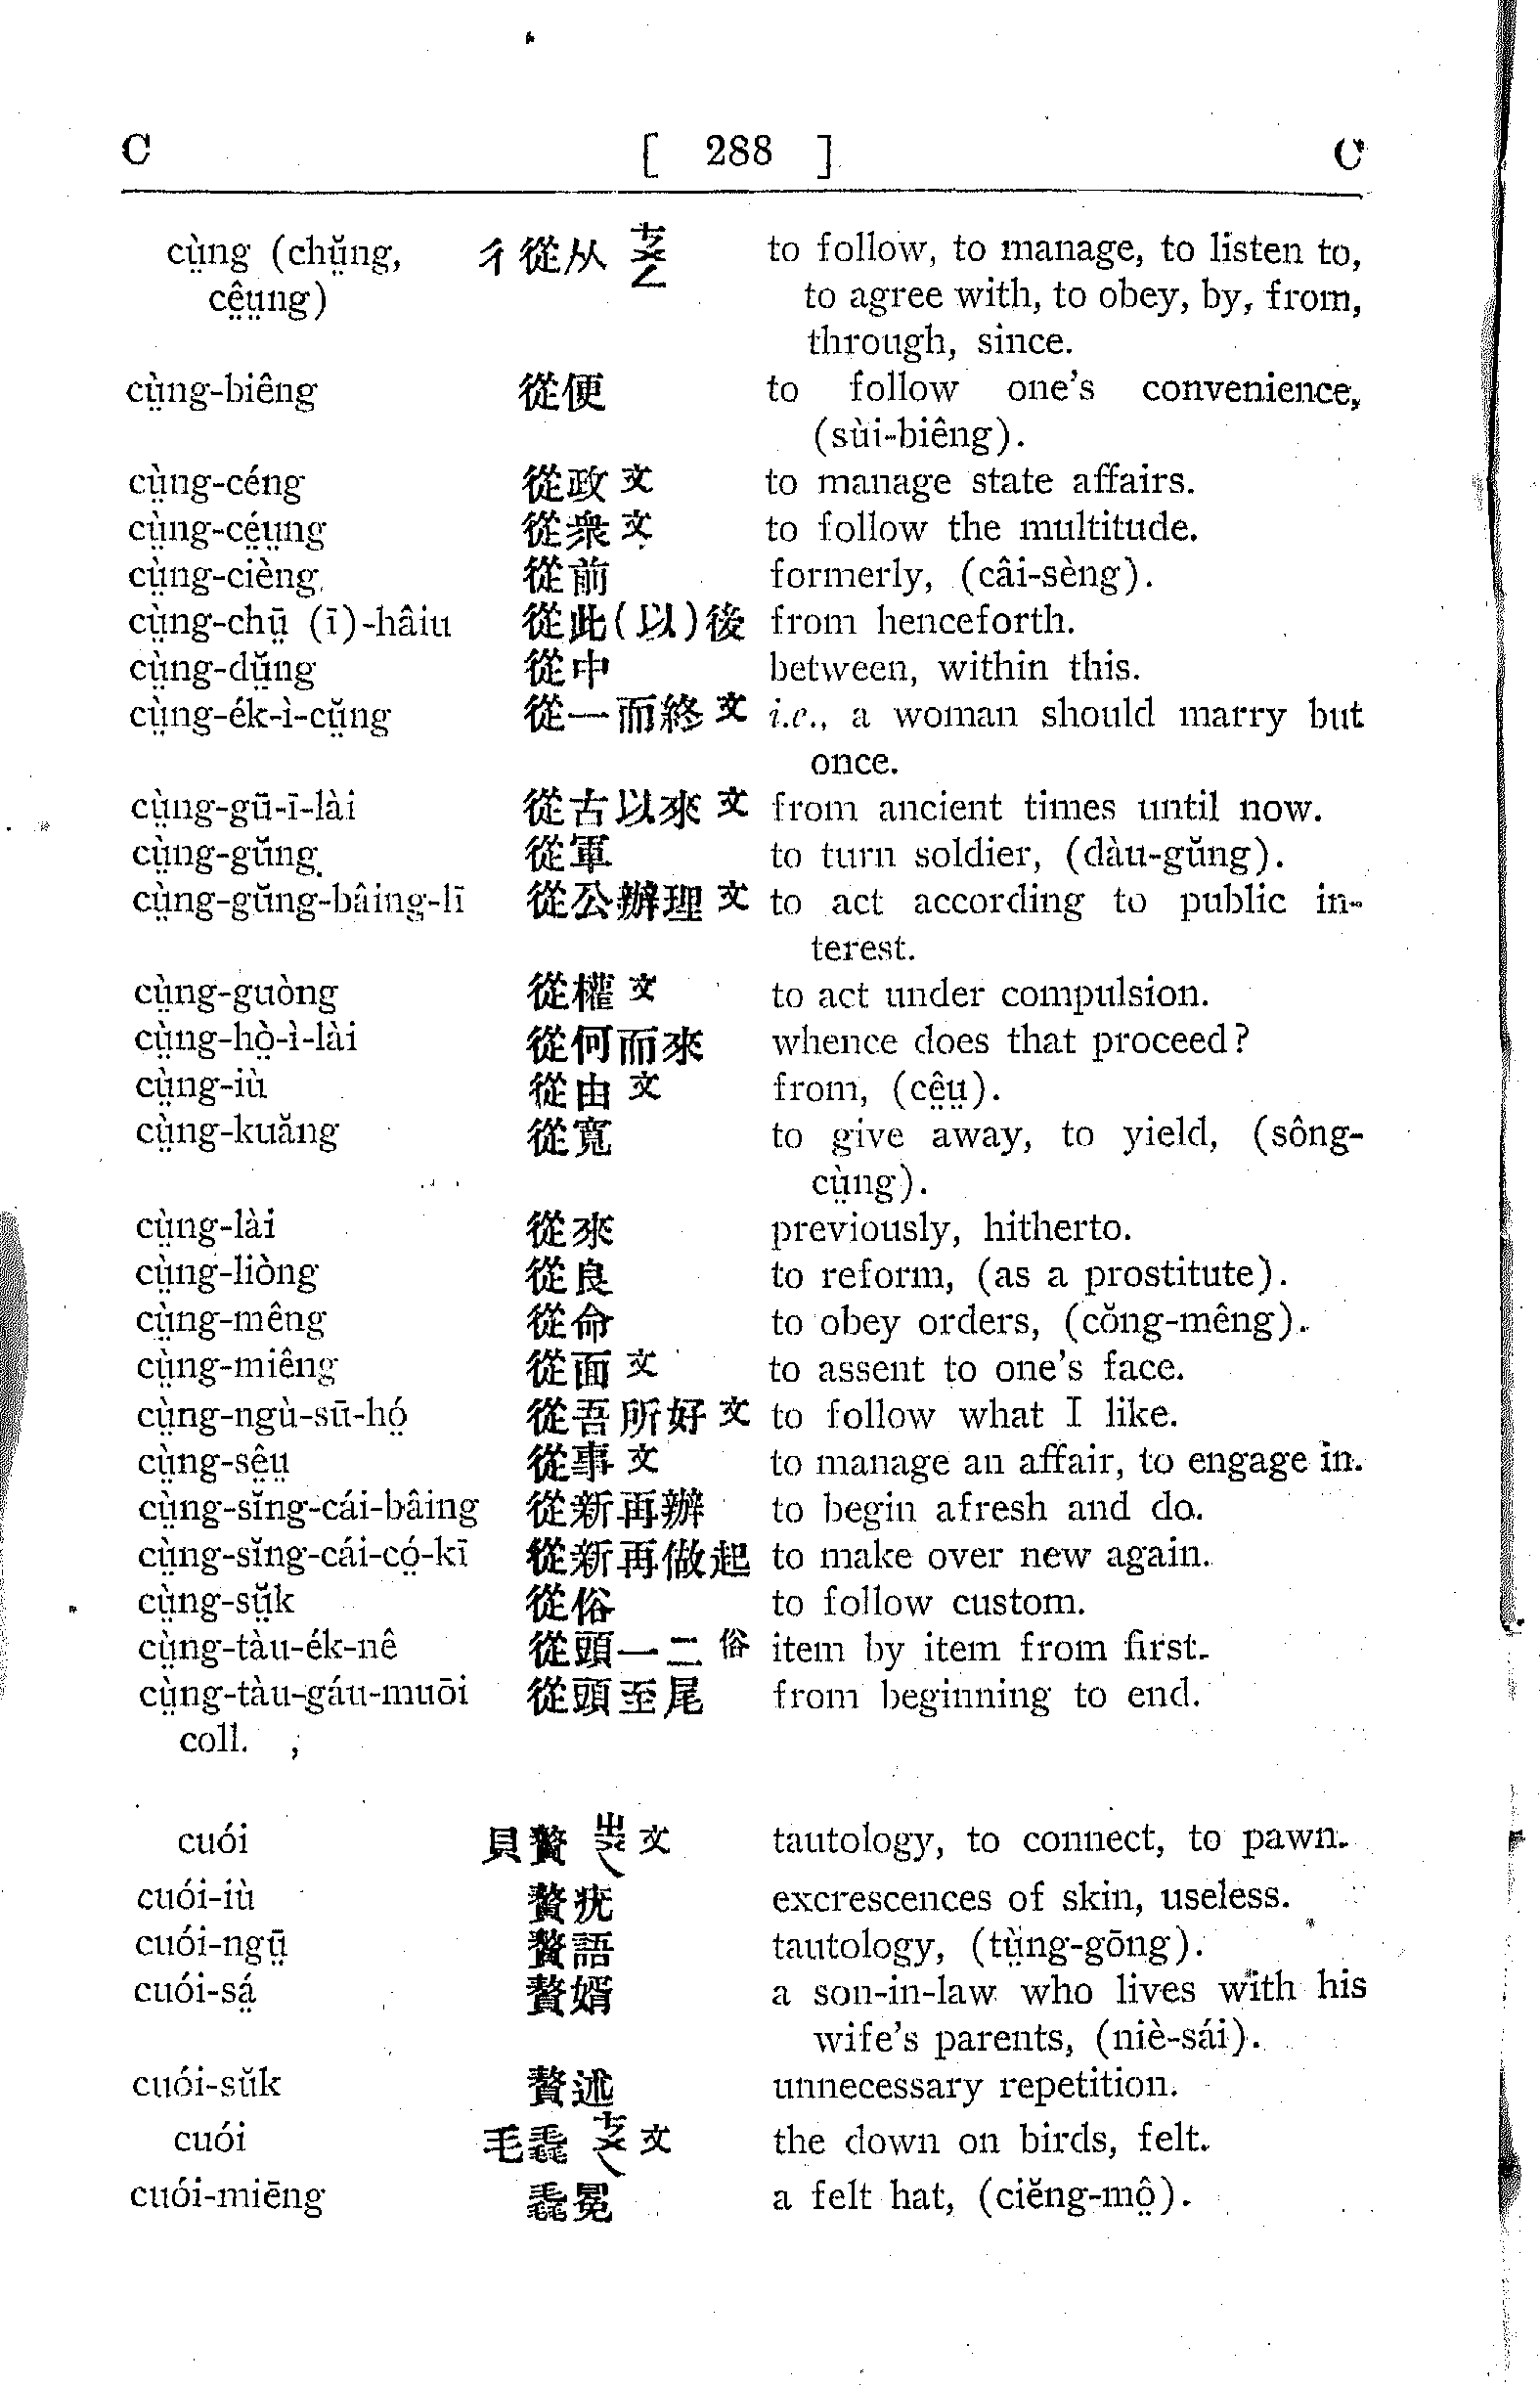 C [ 288 ] C
cṳ̀ng (chṳ̆ng, 彳從从 ㄘㄨㄥ to follow, to manage, to listen to,
cê̤ṳng) to agree with, to obey, by, from,
through, since.
cṳ̀ng-biêng 從便 to follow one's convenience,
(sùi-biêng).
cṳ̀ng-céng 從政文 to manage state affairs.
cṳ̀ng-cé̤ṳng 從衆文 to follow the multitude.
cṳ̀ng-cièng 從前 formerly, (câi-sèng).
cṳ̀ng-chṳ̄ (ī)-hâiu 從此(以)後 from henceforth.
cṳ̀ng-dṳ̆ng 從中 between, within this.
cṳ̀ng-ék-ì-cṳ̆ng 從一而終文 i.e., a woman should marry but
once.
cṳ̀ng-gū-ī-lài 從古以來文 from ancient times until now.
cṳ̀ng-gŭng 從軍 to turn soldier, (dàu-gŭng).
cṳ̀ng-gŭng-bâing-lī 從公辦理文 to act according to public in-
terest.
cṳ̀ng-guòng 從權文 to act under compulsion.
cṳ̀ng-hò̤-ì-lài 從何而來 whence does that proceed?
cṳ̀ng-iù 從由文 from, (cê̤ṳ).
cṳ̀ng-kuăng 從寬 to give away, to yield, (sông-
cṳ̀ng).
cṳ̀ng-lài 從來 previously, hitherto.
cṳ̀ng-liòng 從良 to reform, (as a prostitute).
cṳ̀ng-mêng 從命 to obey orders, (cŏng-mêng).
cṳ̀ng-miêng 從面文 to assent to one's face.
cṳ̀ng-ngù-sū-hó̤ 從吾所好文 to follow what I like.
cṳ̀ng-sê̤ṳ 從事文 to manage an affair, to engage in.
cṳ̀ng-sĭng-cái-bâing 從新再辦 to begin afresh and do.
cṳ̀ng-sĭng-cái-có̤-kī 從新再做起 to make over new again.
cṳ̀ng-sṳ̆k 從俗 to follow custom.
cṳ̀ng-tàu-ék-nê 從頭一二俗 item by item from first.
cṳ̀ng-tàu-gáu-muōi 從頭至尾 from beginning to end.
coll. ,
cuói 貝贅 ㄓㄨㄟ 文 tautology, to connect, to pawn.
cuói-iù 贅疣 excrescences of skin, useless.
cuói-ngṳ̄ 贅語 tautology, (tṳ̀ng-gōng).
cuói-sá̤ 贅婿 a son-in-law who lives with his
wife's parents, (niè-sái).
cuói-sŭk 贅述 unnecessary repetition.
cuói 毛毳 ㄘㄨㄟ 文 the down on birds, felt.
cuói-miēng 毳冕 a felt hat, (ciĕng-mô̤).